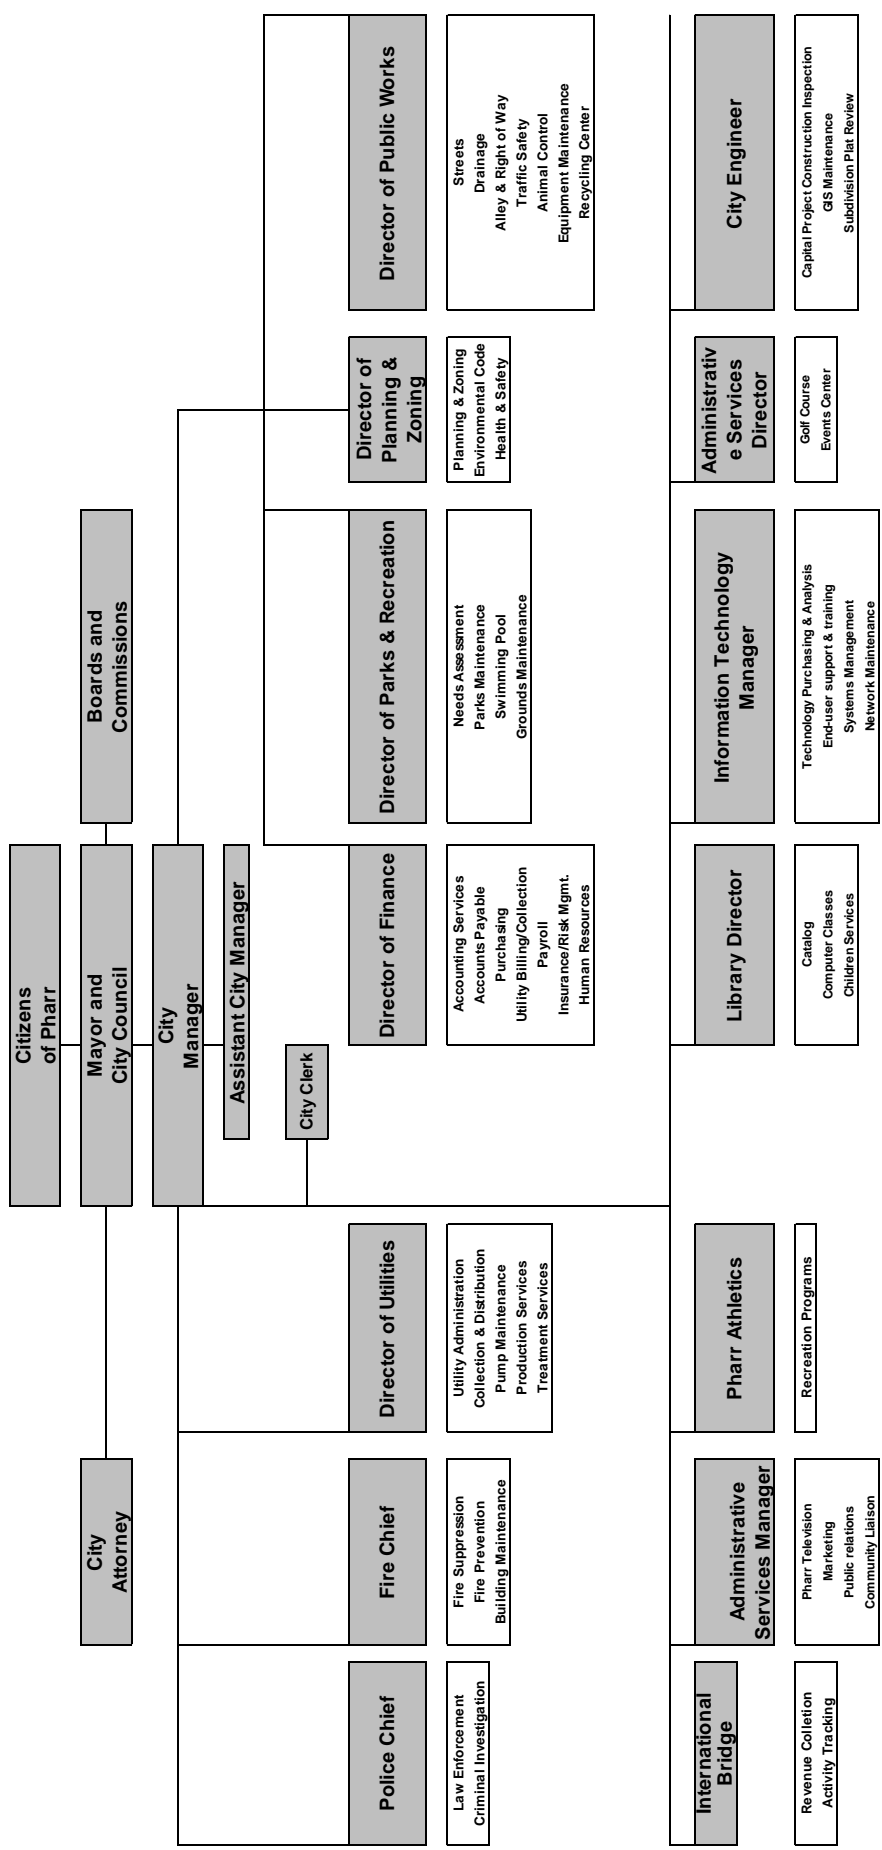 Citizens
of Pharr
City
Attorney
Mayor and
City Council
Boards and
Commissions
City
Manager
Assistant City Manager
City Clerk
Police Chief
Law Enforcement
Criminal Investigation
Fire Chief
Fire Suppression
Fire Prevention
Building Maintenance
Director of Utilities
Utility Administration
Collection & Distribution
Pump Maintenance
Production Services
Treatment Services
Director of Finance
Accounting Services
Accounts Payable
Purchasing
Utility Billing/Collection
Payroll
Insurance/Risk Mgmt.
Human Resources
Director of Parks & Recreation
Needs Assessment
Parks Maintenance
Swimming Pool
Grounds Maintenance
Director of
Planning &
Zoning
Planning & Zoning
Environmental Code
Health & Safety
Director of Public Works
Streets
Drainage
Alley & Right of Way
Traffic Safety
Animal Control
Equipment Maintenance
Recycling Center
International
Bridge
Revenue Colletion
Activity Tracking
Administrative
Services Manager
Pharr Television
Marketing
Public relations
Community Liaison
Pharr Athletics
Recreation Programs
Library Director
Catalog
Computer Classes
Children Services
Information Technology
Manager
Technology Purchasing & Analysis
End-user support & training
Systems Management
Network Maintenance
Administrativ
e Services
Director
Golf Course
Events Center
City Engineer
Capital Project Construction Inspection
GIS Maintenance
Subdivision Plat Review